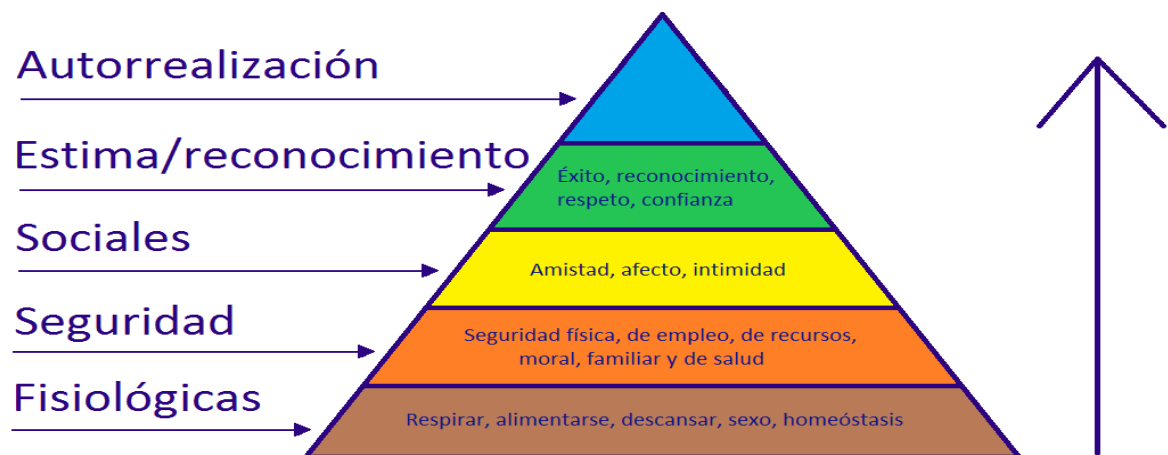 Autorrealización
Estima/reconocimiento
Éxito, reconocimiento,
respeto, confianza
Sociales
Amistad, afecto, intimidad
Seguridad
Seguridad física, de empleo, de recursos,
moral, familiar y de salud
Fisiológicas
Respirar, alimentarse, descansar, sexo, homeóstasis